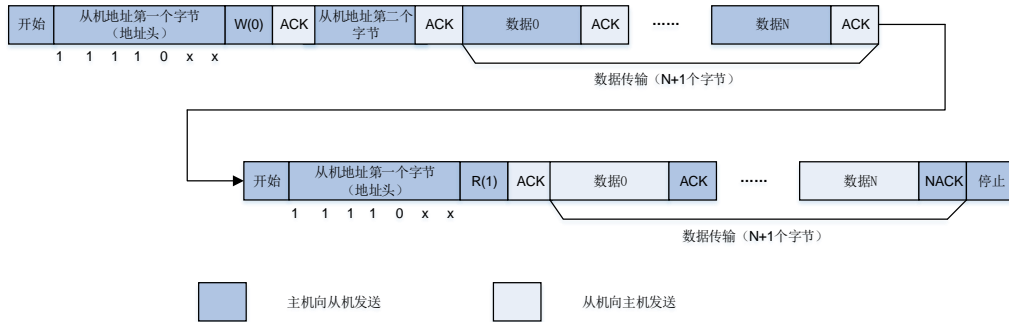 开始 从机地址第一个字节 W(0) ACK 从机地址第二个 ACK 数据0 ACK ······ 数据N ACK
（地址头） 字节
1 1 1 1 0 x x
数据传输（N+1个字节）
开始 从机地址第一个字节 R(1) ACK 数据0 ACK ······ 数据N NACK 停止
（地址头）
1 1 1 1 0 x x
数据传输（N+1个字节）
主机向从机发送 从机向主机发送